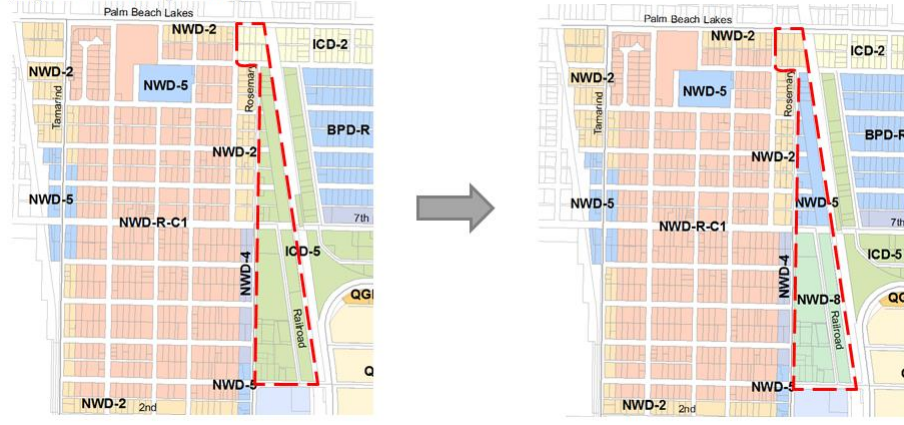 Palm Beach Lakes
NWD-2
ICD-2
NWD-2
NWD-5
Tamarind
Rosemary
BPD-R
NWD-2
NWD-5
NWD-R-C1
7th
ICD-5
NWD-4
QG
Railroad
Q
NWD-5
NWD-2
2nd
Palm Beach Lakes
NWD-2
ICD-2
NWD-2
NWD-5
Tamarind
Rosemary
BPD-R
NWD-2
NWD-5
NWD-5
NWD-R-C1
7th
ICD-5
NWD-4
NWD-8
QG
Railroad
NWD-5
NWD-2
2nd